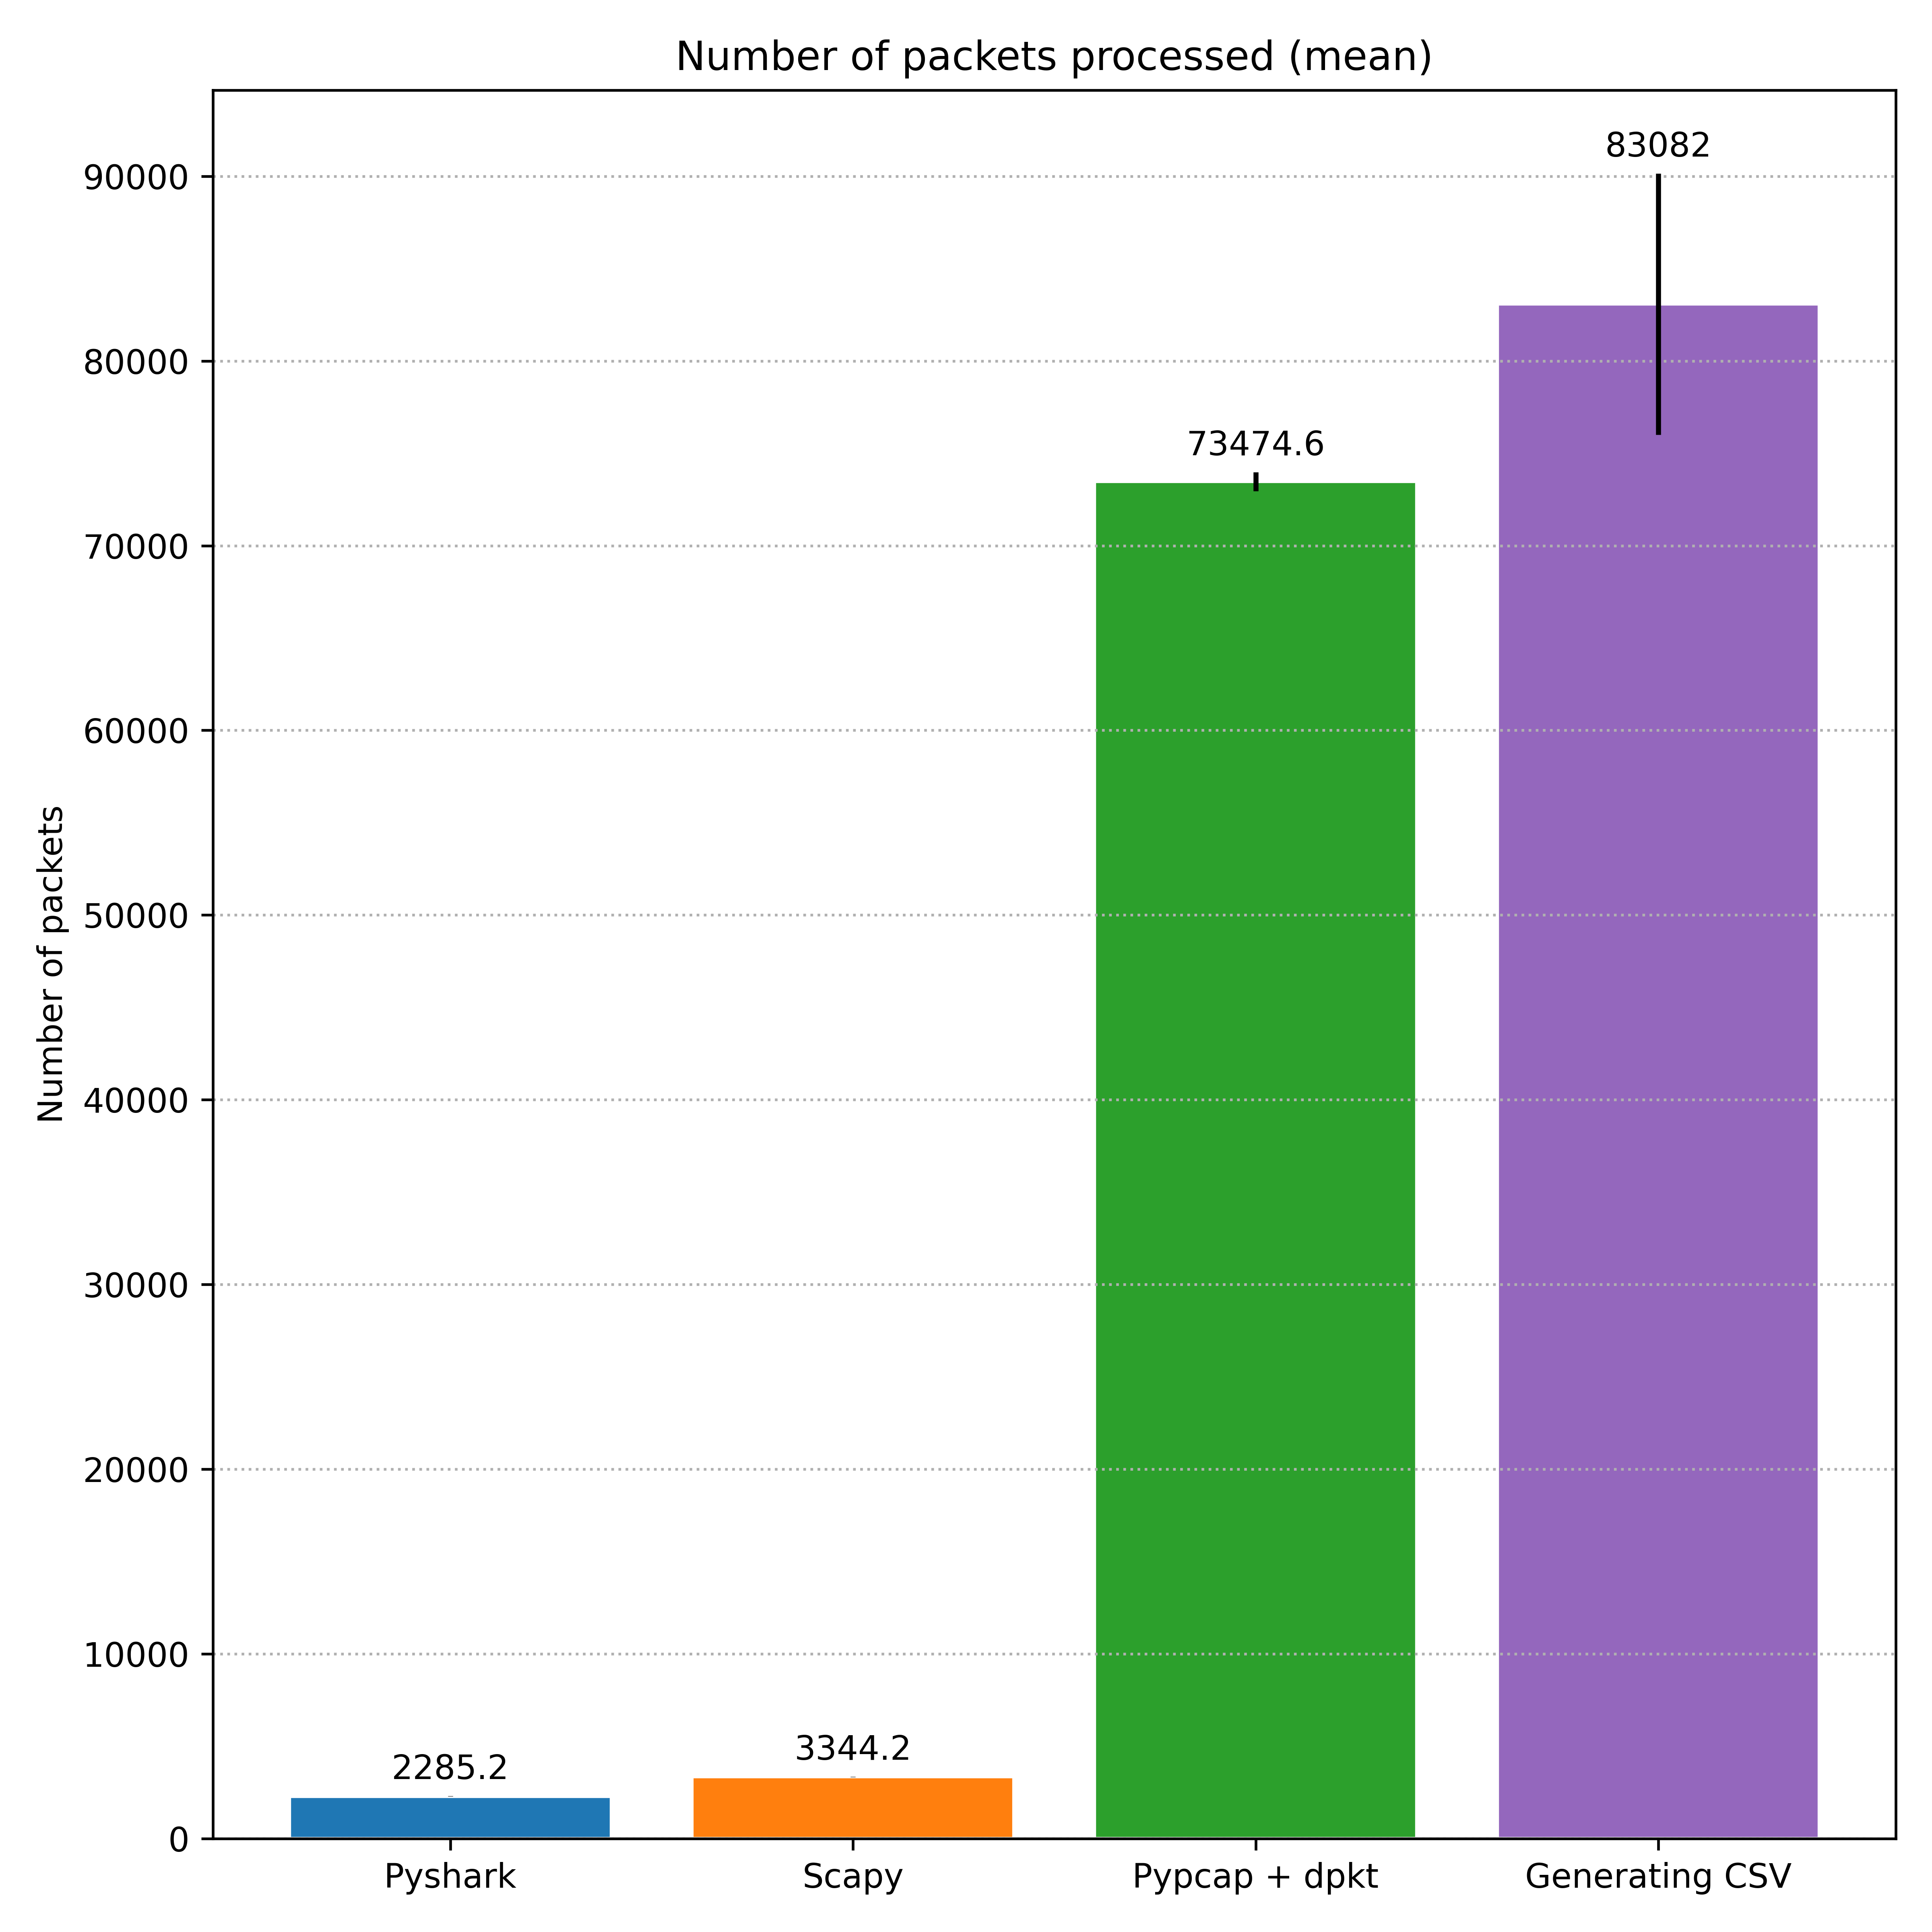 Number of packets processed (mean)
Number of packets
90000
80000
70000
60000
50000
40000
30000
20000
10000
0
2285.2
3344.2
73474.6
83082
Pyshark
Scapy
Pypcap + dpkt
Generating CSV